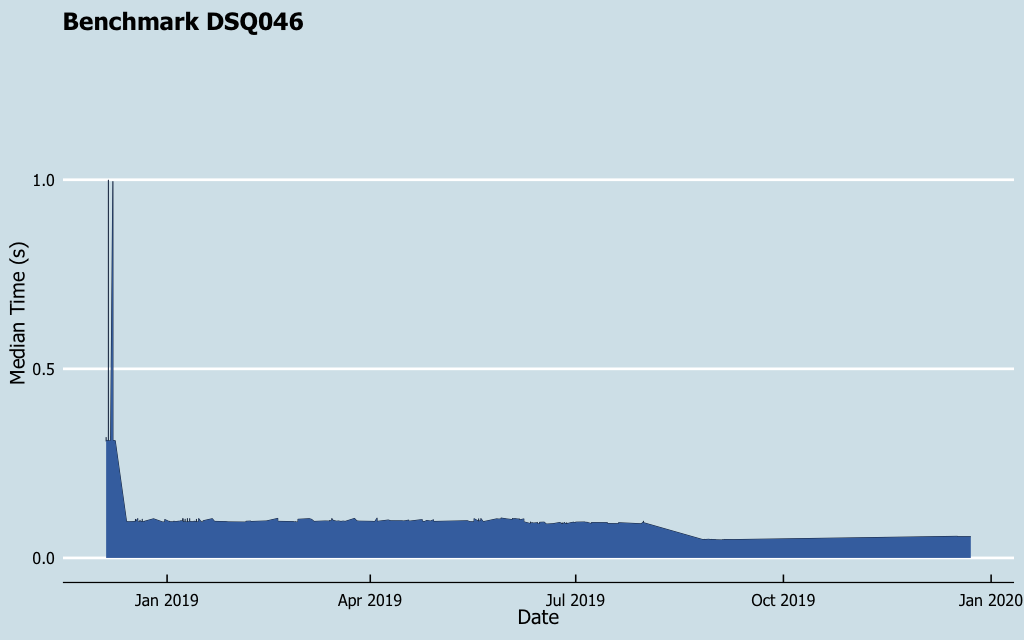 Benchmark DSQ046
Median Time (s)
1.0
0.5
0.0
Jan 2019
Apr 2019
Jul 2019
Oct 2019
Jan 2020
Date